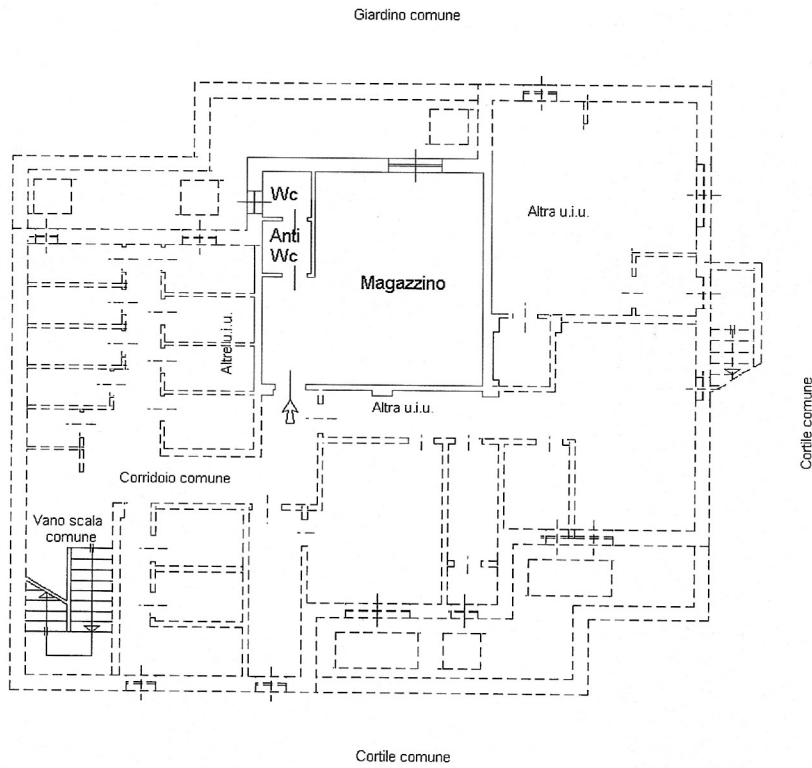 Giardino comune
Wc
Anti
Wc
Altra u.i.u.
Magazzino
Altre u.i.u.
Altra u.i.u.
Cortile comune
Corridoio comune
Vano scala
comune
Cortile comune